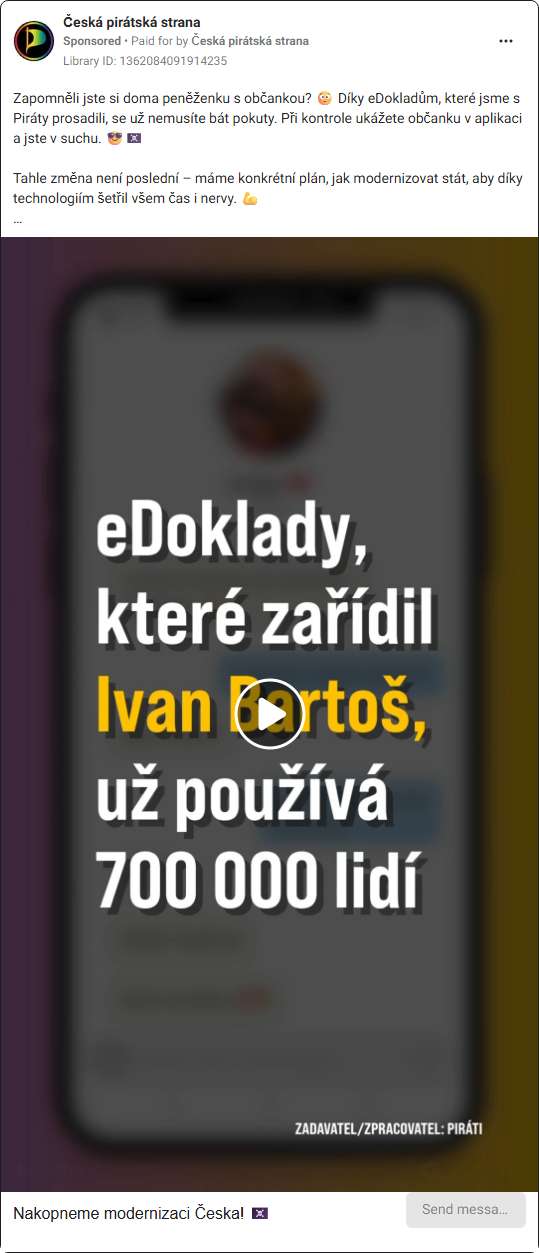 Česká pirátská strana
Sponsored • Paid for by Česká pirátská strana
Library ID: 1362084091914235
Zapomněli jste si doma peněženku s občankou? 😳 Díky eDokladům, které jsme s
Piráty prosadili, se už nemusíte bát pokuty. Při kontrole ukážete občanku v aplikaci
a jste v suchu. 😎 🏴‍☠️
Tahle změna není poslední – máme konkrétní plán, jak modernizovat stát, aby díky
technologiím šetřil všem čas i nervy. 💪
...
eDoklady,
které zařídil
Ivan Bartoš,
už používá
700 000 lidí
ZADAVATEL/ZPRACOVATEL: PIRÁTI
Nakopneme modernizaci Česka! 🏴‍☠️
Send messa...